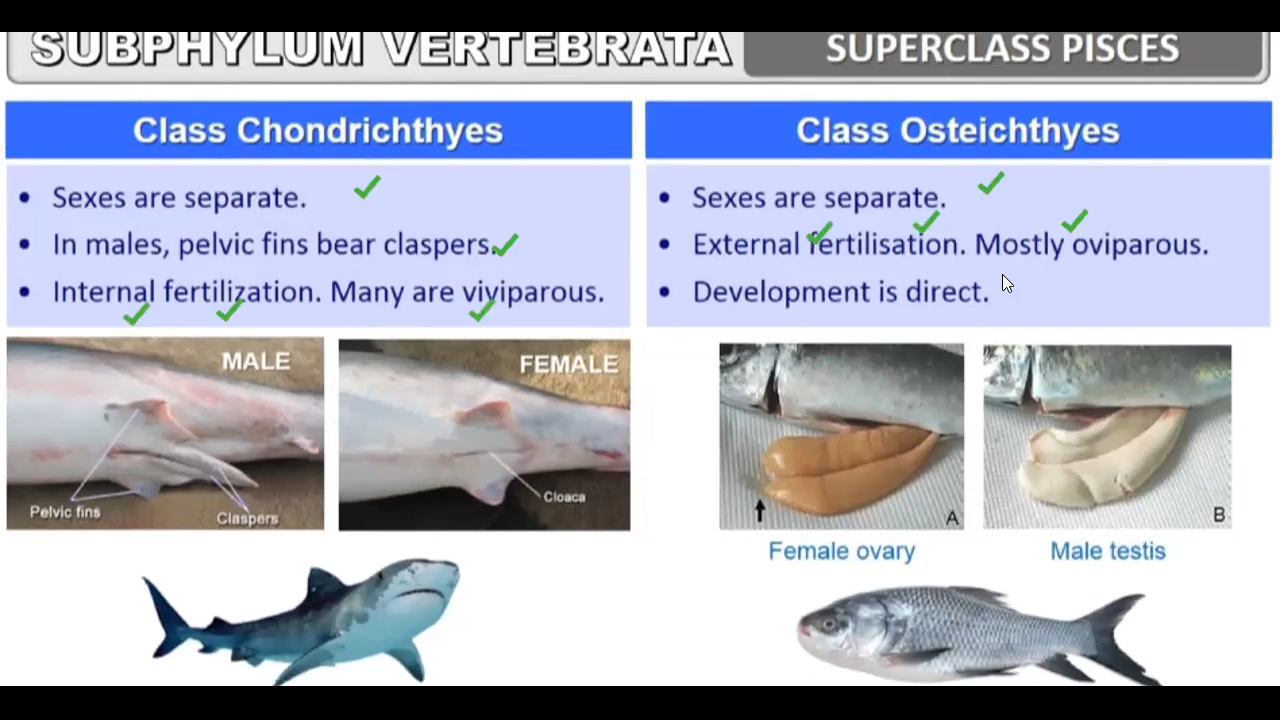 SUBPHYLUM VERTEBRATA
SUPERCLASS PISCES
Class Chondrichthyes
• Sexes are separate.
• In males, pelvic fins bear claspers.
• Internal fertilization. Many are viviparous.
MALE
Pelvic fins
Claspers
FEMALE
Cloaca
Class Osteichthyes
• Sexes are separate.
• External fertilisation. Mostly oviparous.
• Development is direct.
A
B
Female ovary
Male testis